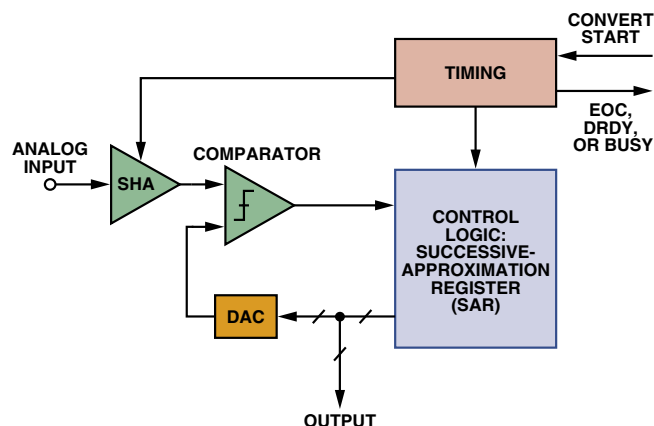 CONVERT
START
TIMING
EOC,
DRDY,
OR BUSY
ANALOG
INPUT
SHA
COMPARATOR
CONTROL
LOGIC:
SUCCESSIVE-
APPROXIMATION
REGISTER
(SAR)
DAC
OUTPUT